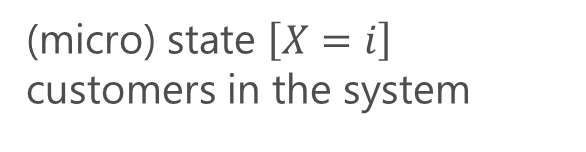 (micro) state [X = i]
customers in the system